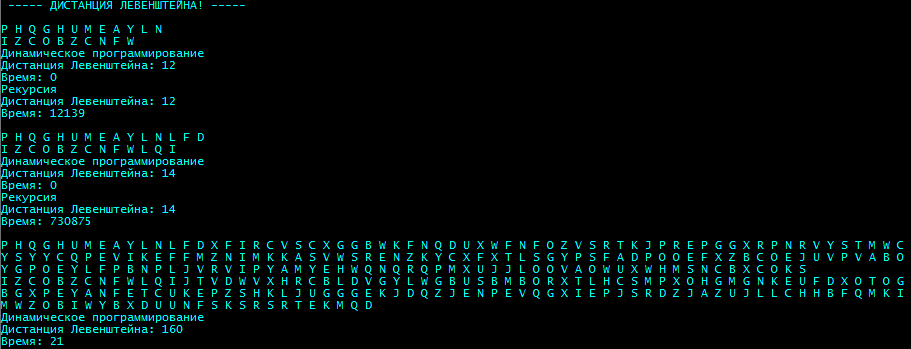 ----- ДИСТАНЦИЯ ЛЕВЕНШТЕЙНА! -----
P H Q G H U M E A Y L N
I Z C O B Z C N F W
Динамическое программирование
Дистанция Левенштейна: 12
Время: 0
Рекурсия
Дистанция Левенштейна: 12
Время: 12139
P H Q G H U M E A Y L N L F D
I Z C O B Z C N F W L Q I
Динамическое программирование
Дистанция Левенштейна: 14
Время: 0
Рекурсия
Дистанция Левенштейна: 14
Время: 730875
P H Q G H U M E A Y L N L F D X F I R C V S C X G G B W K F N Q D U X W F N F O Z V S R T K J P R E P G G X R P N R V Y S T M W C
Y S Y Y C Q P E V I K E F F M Z N I M K K A S V W S R E N Z K Y C X F X T L S G Y P S F A D P O O E F X Z B C O E J U V P V A B O
Y G P O E Y L F P B N P L J V R V I P Y A M Y E H W Q N Q R Q P M X U J J L O O V A O W U X W H M S N C B X C O K S
I Z C O B Z C N F W L Q I J T V D W V X H R C B L D V G Y L W G B U S B M B O R X T L H C S M P X O H G M G N K E U F D X O T O G
B G X P E Y A N F E T C U K E P Z S H K L J U G G G E K J D Q Z J E N P E V Q G X I E P J S R D Z J A Z U J L L C H H B F Q M K I
M W Z O B I W Y B X D U U N F S K S R S R T E K M Q D
Динамическое программирование
Дистанция Левенштейна: 160
Время: 21